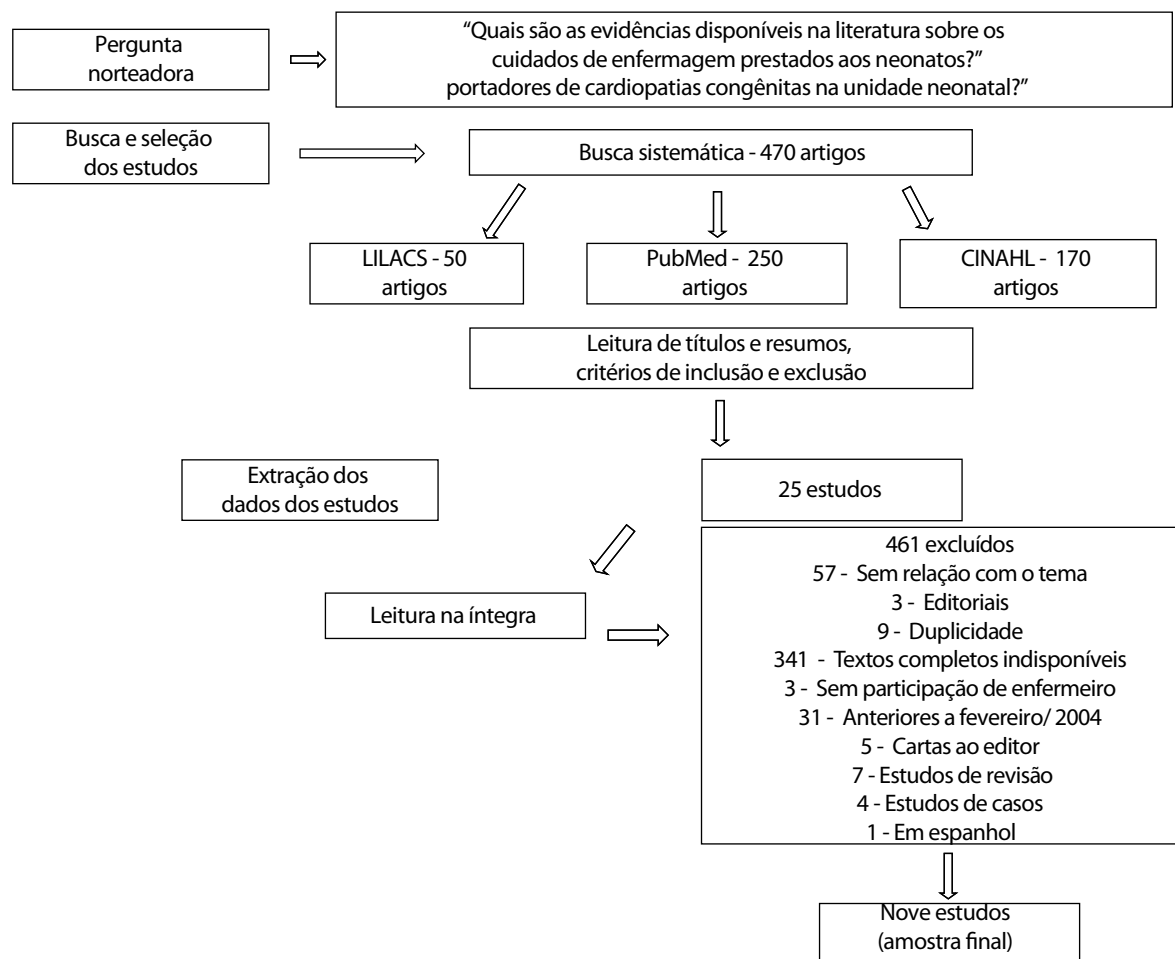 Pergunta
norteadora
“Quais são as evidências disponíveis na literatura sobre os
cuidados de enfermagem prestados aos neonatos?”
portadores de cardiopatias congênitas na unidade neonatal?”
Busca e seleção
dos estudos
Busca sistemática - 470 artigos
LILACS - 50
artigos
PubMed - 250
artigos
CINAHL - 170
artigos
Leitura de títulos e resumos,
critérios de inclusão e exclusão
Extração dos
dados dos estudos
25 estudos
Leitura na íntegra
461 excluídos
57 - Sem relação com o tema
3 - Editoriais
9 - Duplicidade
341 - Textos completos indisponíveis
3 - Sem participação de enfermeiro
31 - Anteriores a fevereiro/ 2004
5 - Cartas ao editor
7 - Estudos de revisão
4 - Estudos de casos
1 - Em espanhol
Nove estudos
(amostra final)